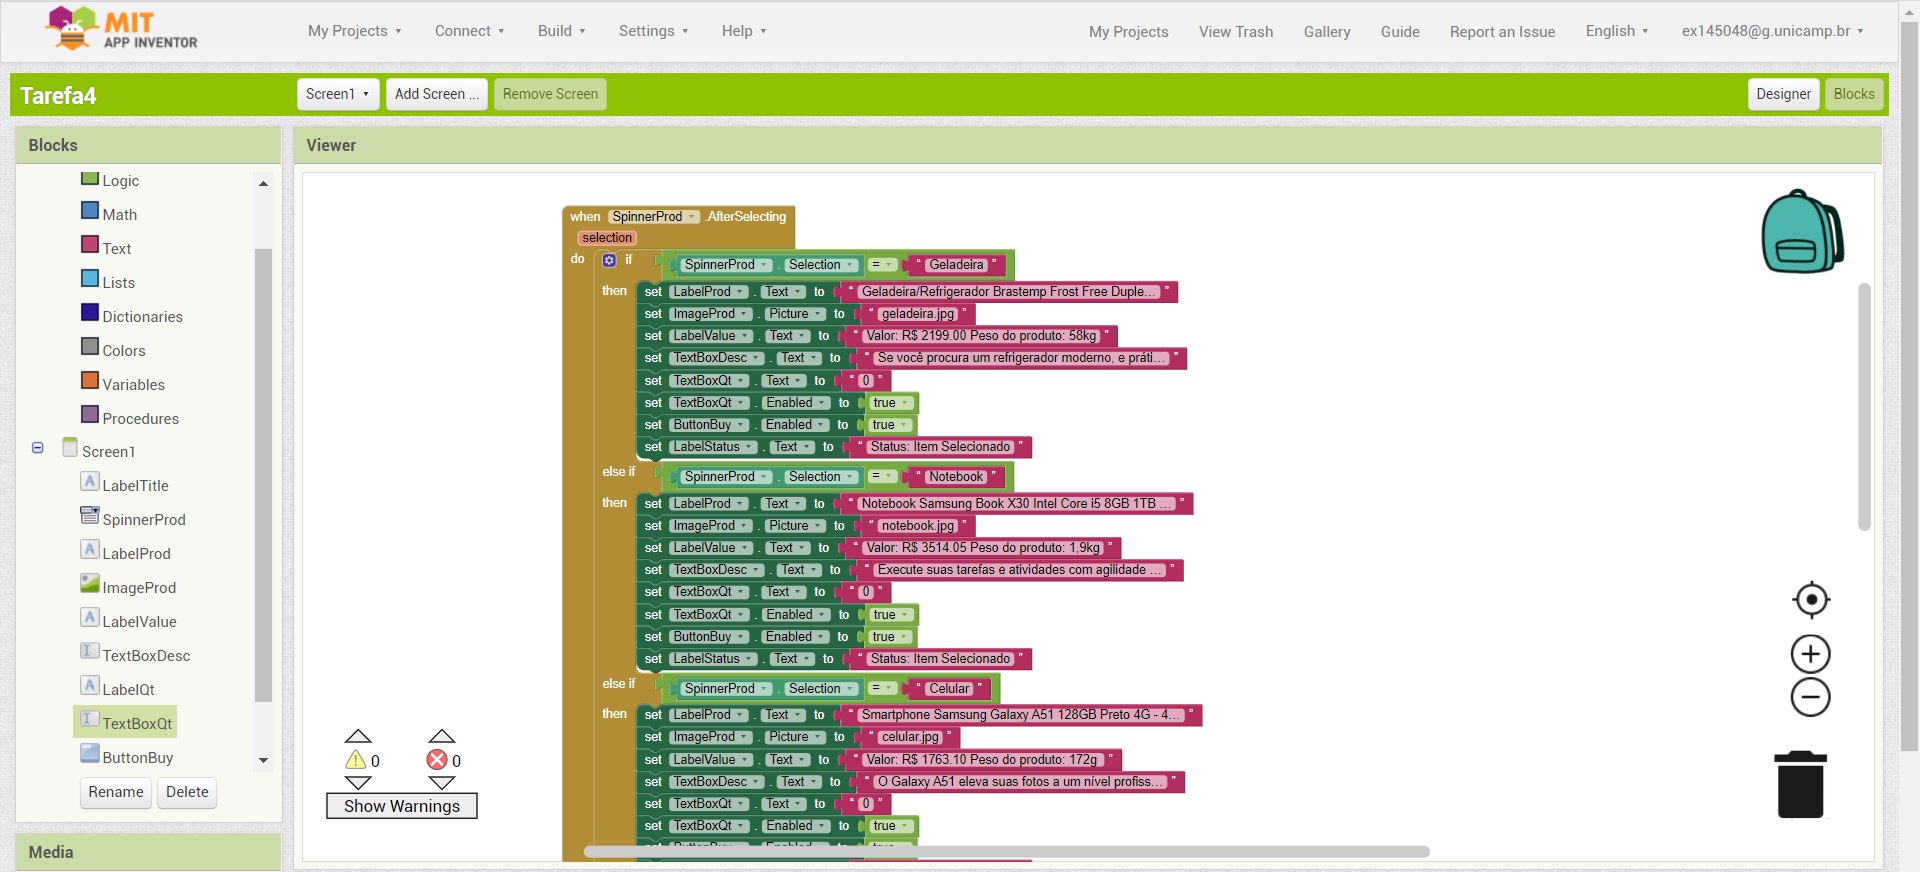 MIT
APP INVENTOR
My Projects Connect Build Settings Help My Projects View Trash Gallery Guide Report an Issue English ex145048@g.unicamp.br
Tarefa4 Screen1 Add Screen ... Remove Screen Designer Blocks
Blocks
Logic
Math
Text
Lists
Dictionaries
Colors
Variables
Procedures
Screen1
LabelTitle
SpinnerProd
LabelProd
ImageProd
LabelValue
TextBoxDesc
LabelQt
TextBoxQt
ButtonBuy
Rename Delete
Media
Viewer
when SpinnerProd .AfterSelecting
selection
do if SpinnerProd . Selection = “ Geladeira ”
then set LabelProd . Text to “ Geladeira/Refrigerador Brastemp Frost Free Duple... ”
set ImageProd . Picture to “ geladeira.jpg ”
set LabelValue . Text to “ Valor: R$ 2199.00 Peso do produto: 58kg ”
set TextBoxDesc . Text to “ Se você procura um refrigerador moderno, e práti... ”
set TextBoxQt . Text to “ 0 ”
set TextBoxQt . Enabled to true
set ButtonBuy . Enabled to true
set LabelStatus . Text to “ Status: Item Selecionado ”
else if SpinnerProd . Selection = “ Notebook ”
then set LabelProd . Text to “ Notebook Samsung Book X30 Intel Core i5 8GB 1TB ... ”
set ImageProd . Picture to “ notebook.jpg ”
set LabelValue . Text to “ Valor: R$ 3514.05 Peso do produto: 1,9kg ”
set TextBoxDesc . Text to “ Execute suas tarefas e atividades com agilidade ... ”
set TextBoxQt . Text to “ 0 ”
set TextBoxQt . Enabled to true
set ButtonBuy . Enabled to true
set LabelStatus . Text to “ Status: Item Selecionado ”
else if SpinnerProd . Selection = “ Celular ”
then set LabelProd . Text to “ Smartphone Samsung Galaxy A51 128GB Preto 4G - 4... ”
set ImageProd . Picture to “ celular.jpg ”
set LabelValue . Text to “ Valor: R$ 1763.10 Peso do produto: 172g ”
set TextBoxDesc . Text to “ O Galaxy A51 eleva suas fotos a um nível profiss... ”
set TextBoxQt . Text to “ 0 ”
set TextBoxQt . Enabled to true
0 0
Show Warnings